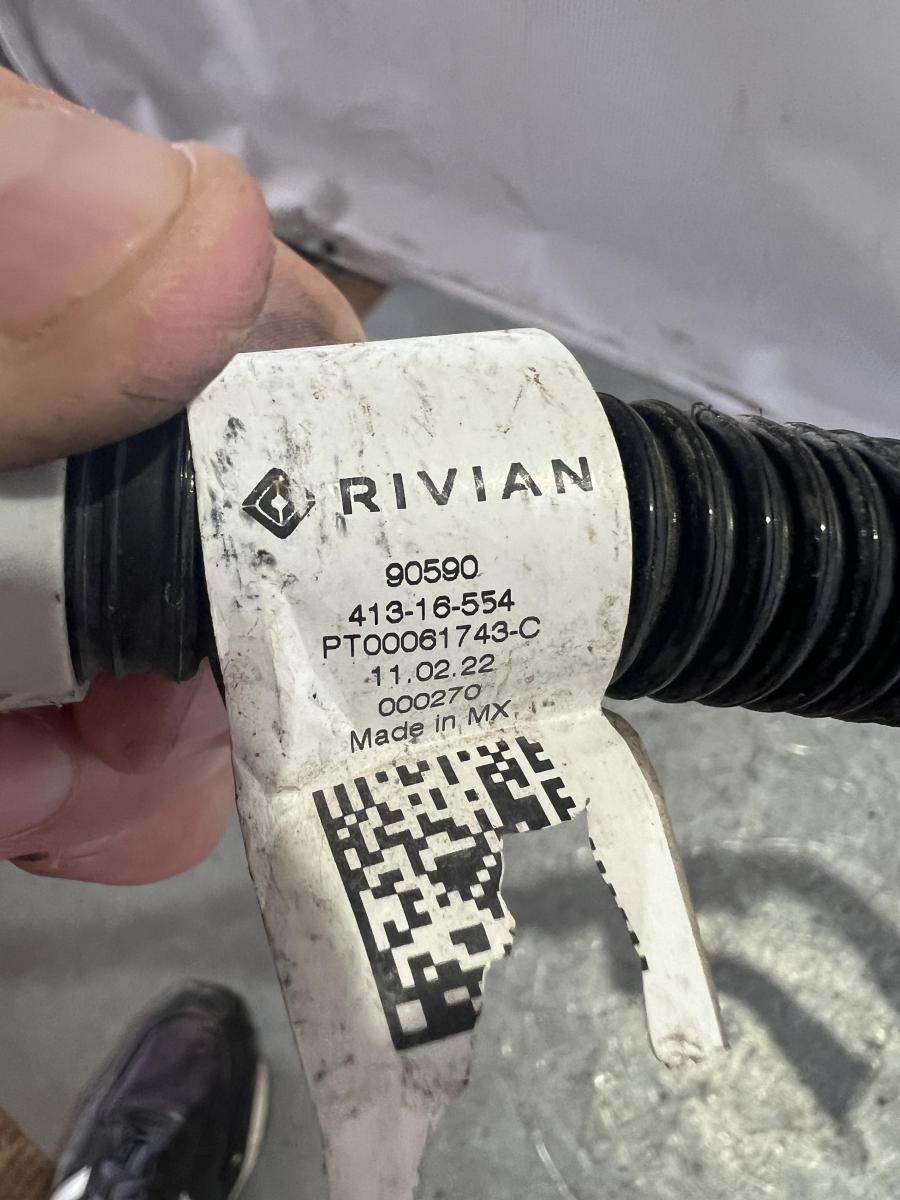 RIVIAN
90590
413-16-554
PT00061743-C
11.02.22
000270
Made in MX